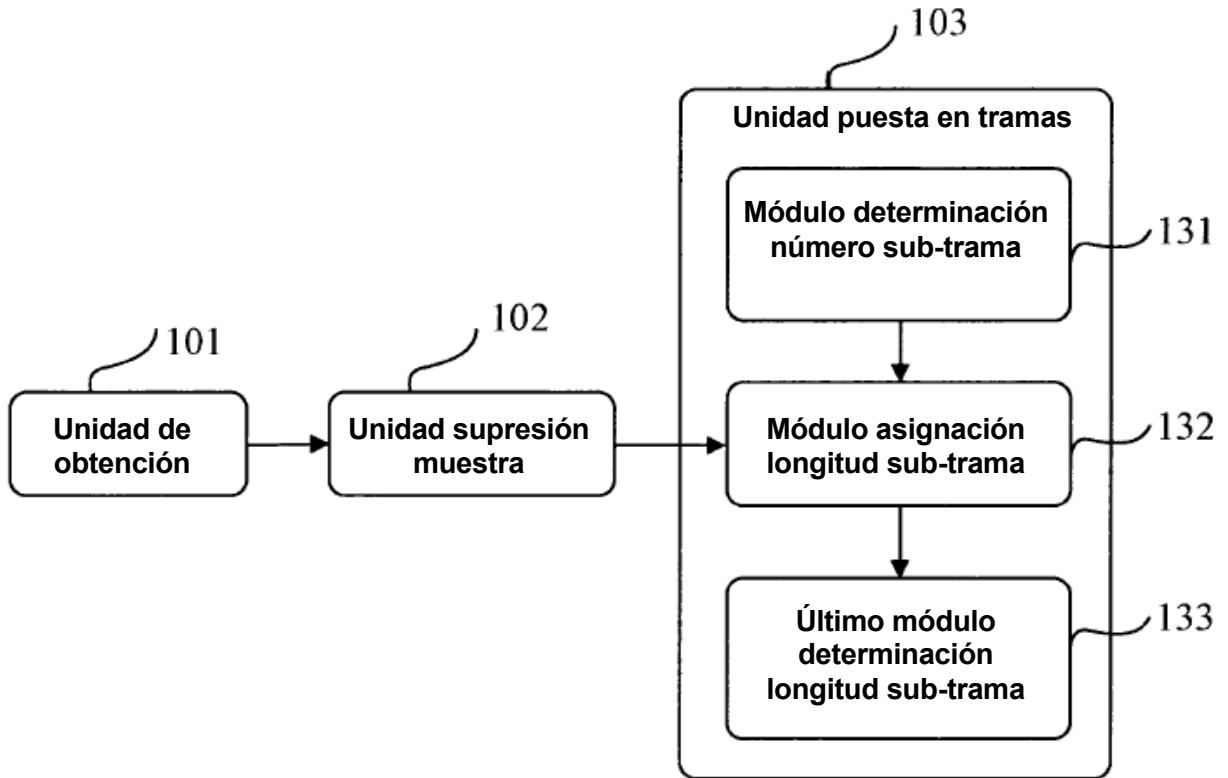 103
Unidad puesta en tramas
Módulo determinación
número sub-trama
131
101
102
Unidad de
obtención
Unidad supresión
muestra
Módulo asignación
longitud sub-trama
132
Último módulo
determinación
longitud sub-trama
133